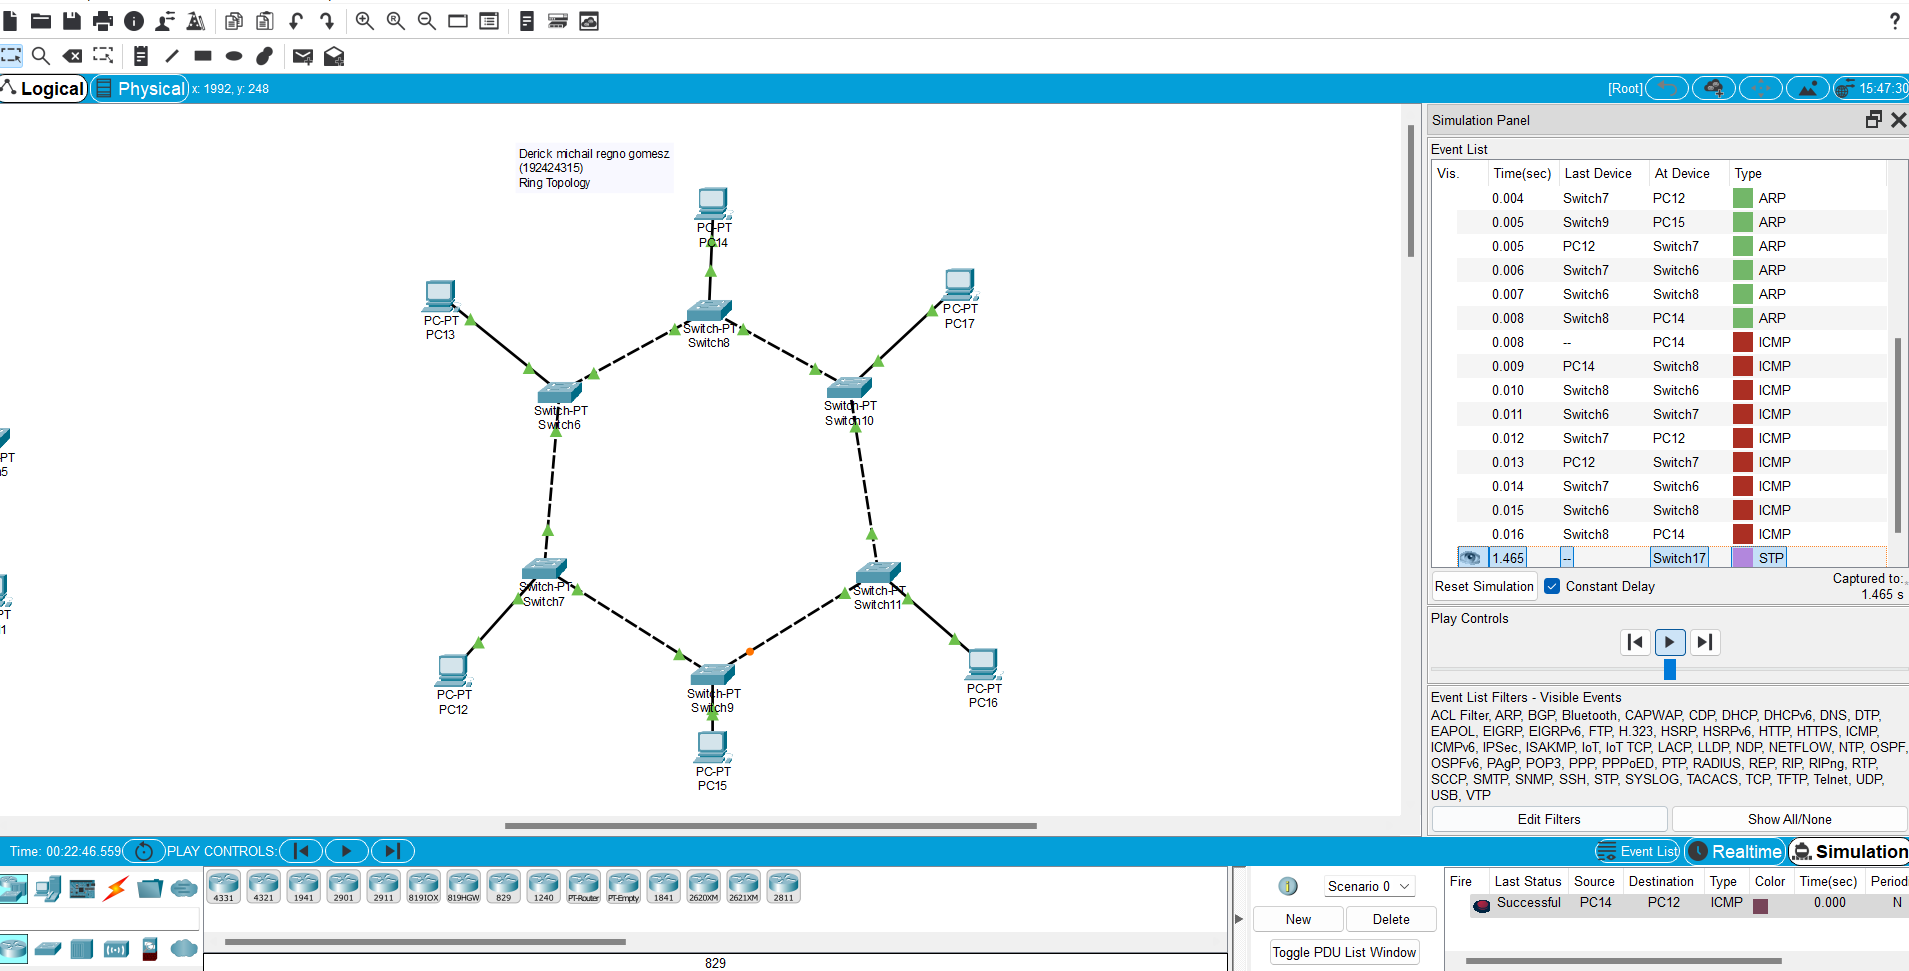 Logical
Physical
x: 1992, y: 248
[Root]
15:47:30
Derick michail regno gomesz
(192424315)
Ring Topology
PC-PT
PC14
PC-PT
PC13
PC-PT
PC17
Switch-PT
Switch8
Switch-PT
Switch6
Switch-PT
Switch10
Switch-PT
Switch7
Switch-PT
Switch11
Switch-PT
Switch9
PC-PT
PC12
PC-PT
PC16
PC-PT
PC15
PT
PT
Simulation Panel
Event List
Vis. Time(sec) Last Device At Device Type
0.004 Switch7 PC12 ARP
0.005 Switch9 PC15 ARP
0.005 PC12 Switch7 ARP
0.006 Switch7 Switch6 ARP
0.007 Switch6 Switch8 ARP
0.008 Switch8 PC14 ARP
0.008 -- PC14 ICMP
0.009 PC14 Switch8 ICMP
0.010 Switch8 Switch6 ICMP
0.011 Switch6 Switch7 ICMP
0.012 Switch7 PC12 ICMP
0.013 PC12 Switch7 ICMP
0.014 Switch7 Switch6 ICMP
0.015 Switch6 Switch8 ICMP
0.016 Switch8 PC14 ICMP
1.465 -- Switch17 STP
Reset Simulation Constant Delay Captured to:
1.465 s
Play Controls
Event List Filters - Visible Events
ACL Filter, ARP, BGP, Bluetooth, CAPWAP, CDP, DHCP, DHCPv6, DNS, DTP,
EAPOL, EIGRP, EIGRPv6, FTP, H.323, HSRP, HSRPv6, HTTP, HTTPS, ICMP,
ICMPv6, IPSec, ISAKMP, IoT, IoT TCP, LACP, LLDP, NDP, NETFLOW, NTP, OSPF,
OSPFv6, PAgP, POP3, PPP, PPPoED, PTP, RADIUS, REP, RIP, RIPng, RTP,
SCCP, SMTP, SNMP, SSH, STP, SYSLOG, TACACS, TCP, TFTP, Telnet, UDP,
USB, VTP
Edit Filters Show All/None
Time: 00:22:46.559 PLAY CONTROLS:
Event List Realtime Simulation
4331 4321 1941 2901 2911 819IOX 819HGW 829 1240 PT-Router PT-Empty 1841 2620XM 2621XM 2811
829
Scenario 0
New Delete
Toggle PDU List Window
Fire Last Status Source Destination Type Color Time(sec) Periodi
Successful PC14 PC12 ICMP 0.000 N